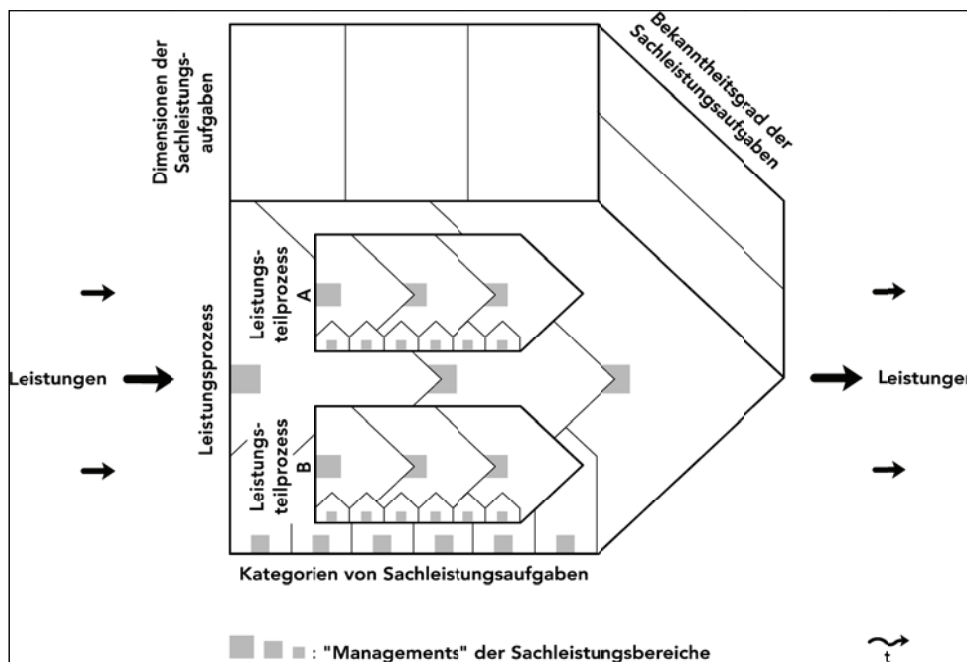 Dimensionen der
Sachleistungs-
aufgaben
Bekanntheitsgrad der
Sachleistungsaufgaben
Leistungsprozess
Leistungs-
teilprozess
A
Leistungen
Leistungen
Leistungs-
teilprozess
B
Kategorien von Sachleistungsaufgaben
: "Managements" der Sachleistungsbereiche
t